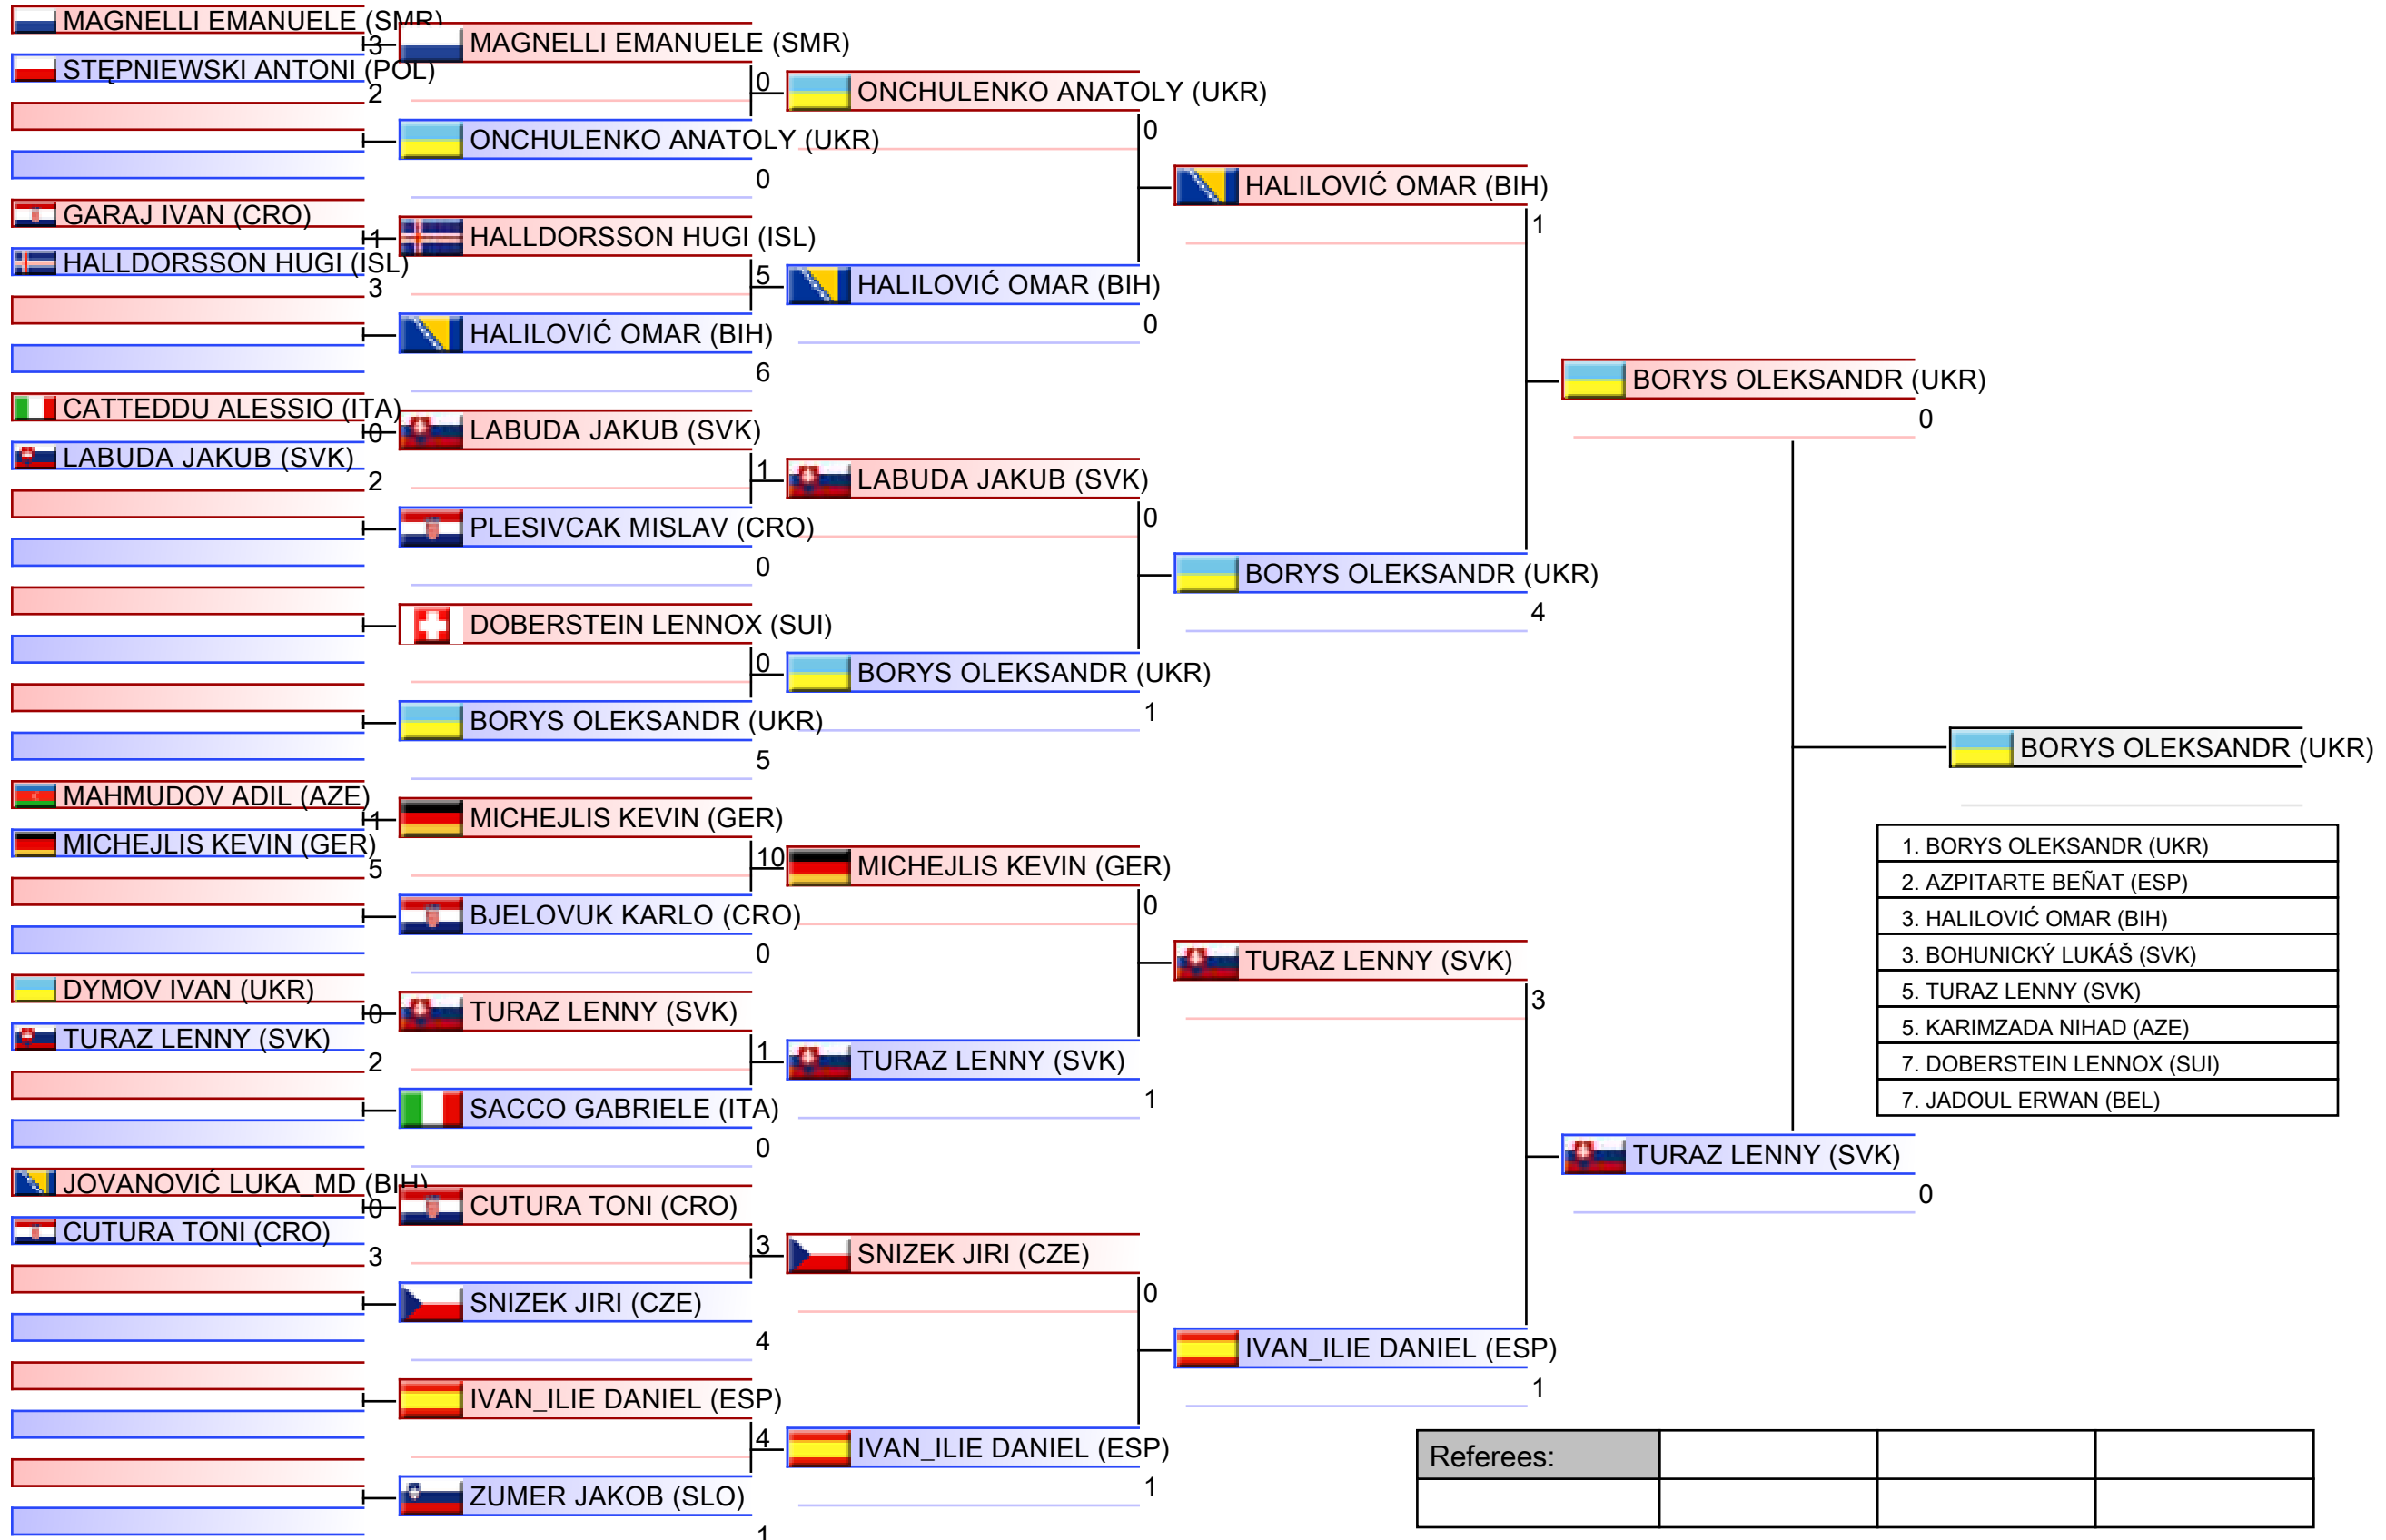 MAGNELLI EMANUELE (SMR)
3
STĘPNIEWSKI ANTONI (POL)
2
GARAJ IVAN (CRO)
1
HALLDORSSON HUGI (ISL)
3
CATTEDDU ALESSIO (ITA)
0
LABUDA JAKUB (SVK)
2
MAHMUDOV ADIL (AZE)
1
MICHEJLIS KEVIN (GER)
5
DYMOV IVAN (UKR)
0
TURAZ LENNY (SVK)
2
JOVANOVIĆ LUKA_MD (BIH)
0
CUTURA TONI (CRO)
3
MAGNELLI EMANUELE (SMR)
0
ONCHULENKO ANATOLY (UKR)
0
HALLDORSSON HUGI (ISL)
5
HALILOVIĆ OMAR (BIH)
6
LABUDA JAKUB (SVK)
1
PLESIVCAK MISLAV (CRO)
0
DOBERSTEIN LENNOX (SUI)
0
BORYS OLEKSANDR (UKR)
5
MICHEJLIS KEVIN (GER)
10
BJELOVUK KARLO (CRO)
0
TURAZ LENNY (SVK)
1
SACCO GABRIELE (ITA)
0
CUTURA TONI (CRO)
3
SNIZEK JIRI (CZE)
4
IVAN_ILIE DANIEL (ESP)
4
ZUMER JAKOB (SLO)
1
ONCHULENKO ANATOLY (UKR)
0
HALILOVIĆ OMAR (BIH)
0
LABUDA JAKUB (SVK)
0
BORYS OLEKSANDR (UKR)
1
MICHEJLIS KEVIN (GER)
0
TURAZ LENNY (SVK)
1
SNIZEK JIRI (CZE)
0
IVAN_ILIE DANIEL (ESP)
1
HALILOVIĆ OMAR (BIH)
1
BORYS OLEKSANDR (UKR)
4
TURAZ LENNY (SVK)
3
IVAN_ILIE DANIEL (ESP)
1
BORYS OLEKSANDR (UKR)
0
TURAZ LENNY (SVK)
0
BORYS OLEKSANDR (UKR)
1. BORYS OLEKSANDR (UKR)
2. AZPITARTE BEÑAT (ESP)
3. HALILOVIĆ OMAR (BIH)
3. BOHUNICKÝ LUKÁŠ (SVK)
5. TURAZ LENNY (SVK)
5. KARIMZADA NIHAD (AZE)
7. DOBERSTEIN LENNOX (SUI)
7. JADOUL ERWAN (BEL)
Referees: